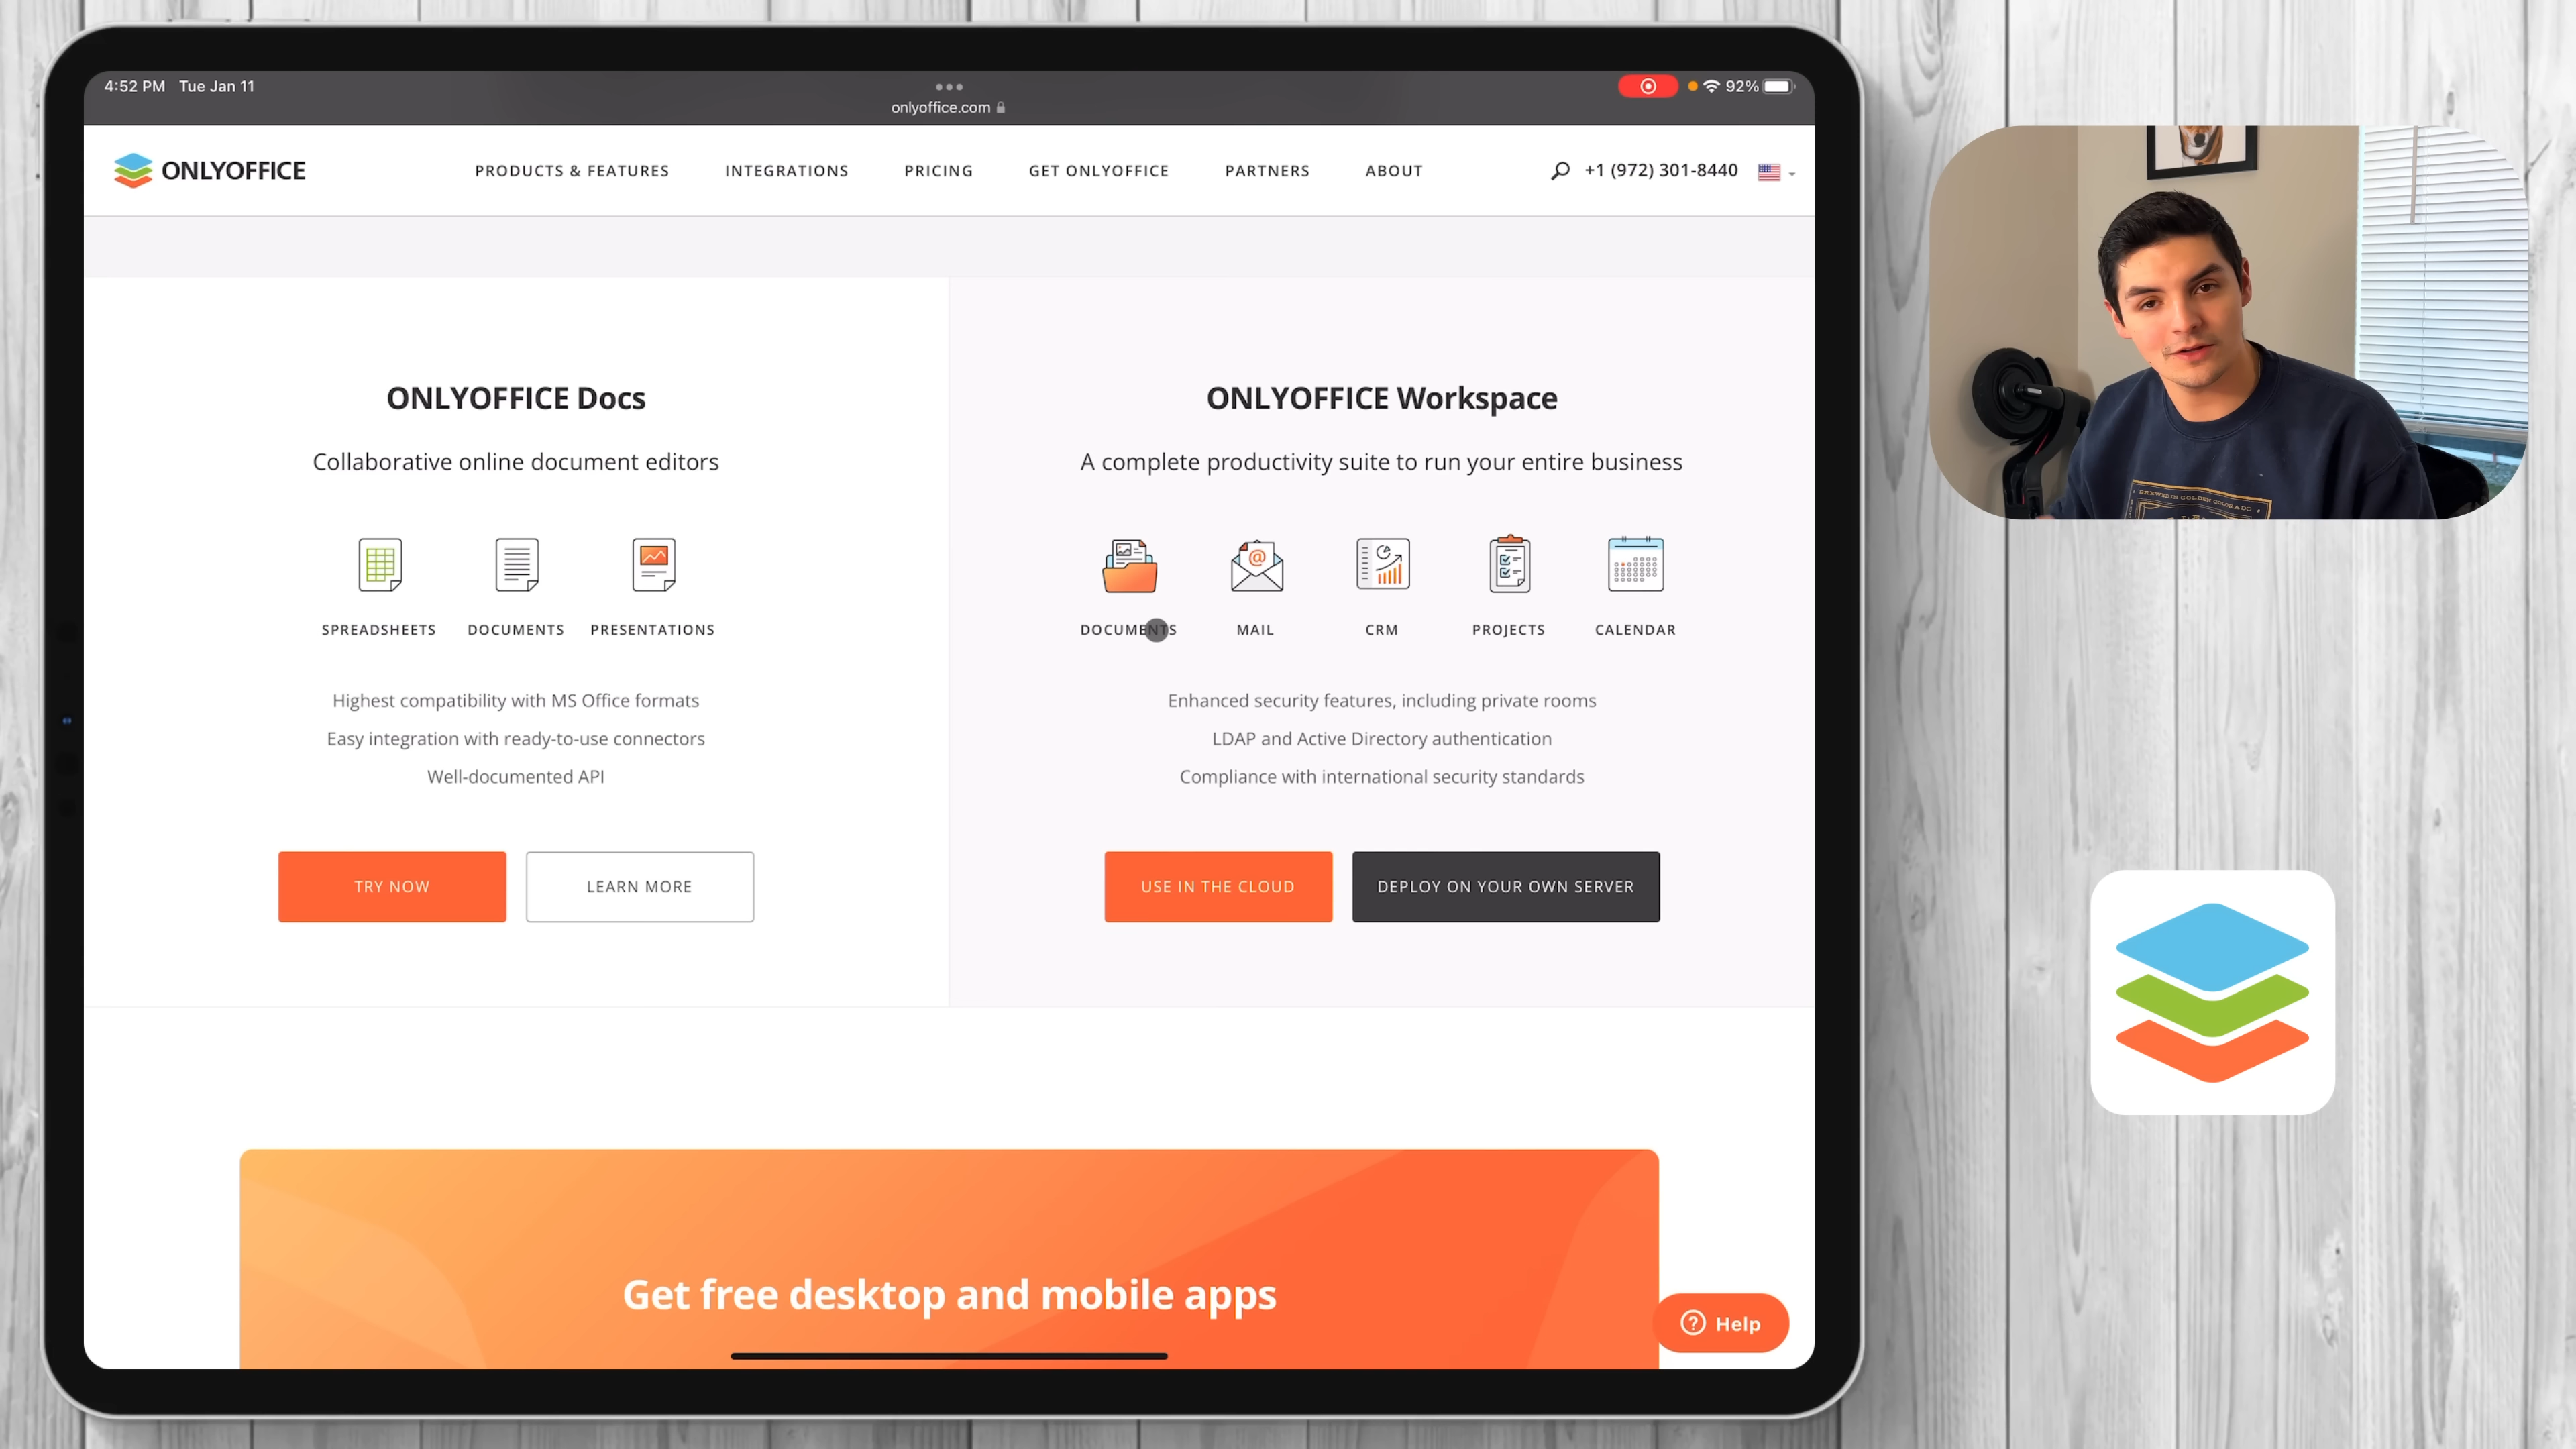 4:52 PM Tue Jan 11
onlyoffice.com
92%
ONLYOFFICE
PRODUCTS & FEATURES
INTEGRATIONS
PRICING
GET ONLYOFFICE
PARTNERS
ABOUT
+1 (972) 301-8440
ONLYOFFICE Docs
Collaborative online document editors
SPREADSHEETS
DOCUMENTS
PRESENTATIONS
Highest compatibility with MS Office formats
Easy integration with ready-to-use connectors
Well-documented API
TRY NOW
LEARN MORE
ONLYOFFICE Workspace
A complete productivity suite to run your entire business
DOCUMENTS
MAIL
CRM
PROJECTS
CALENDAR
Enhanced security features, including private rooms
LDAP and Active Directory authentication
Compliance with international security standards
USE IN THE CLOUD
DEPLOY ON YOUR OWN SERVER
Get free desktop and mobile apps
Help
BREWED IN GOLDEN COLORADO